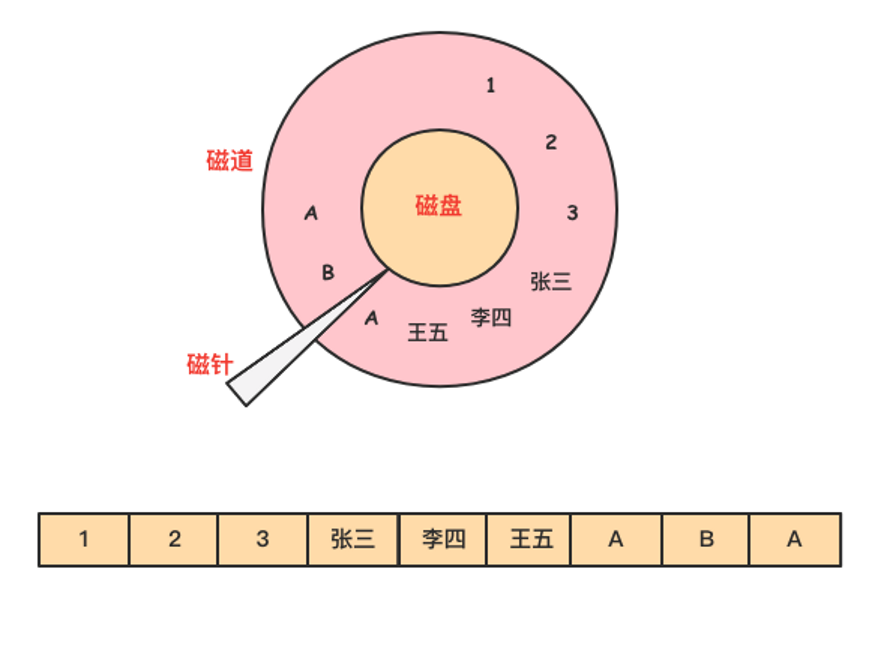 1
2
磁道
A
磁盘
3
B
张三
A
王五
李四
磁针
1 2 3 张三 李四 王五 A B A